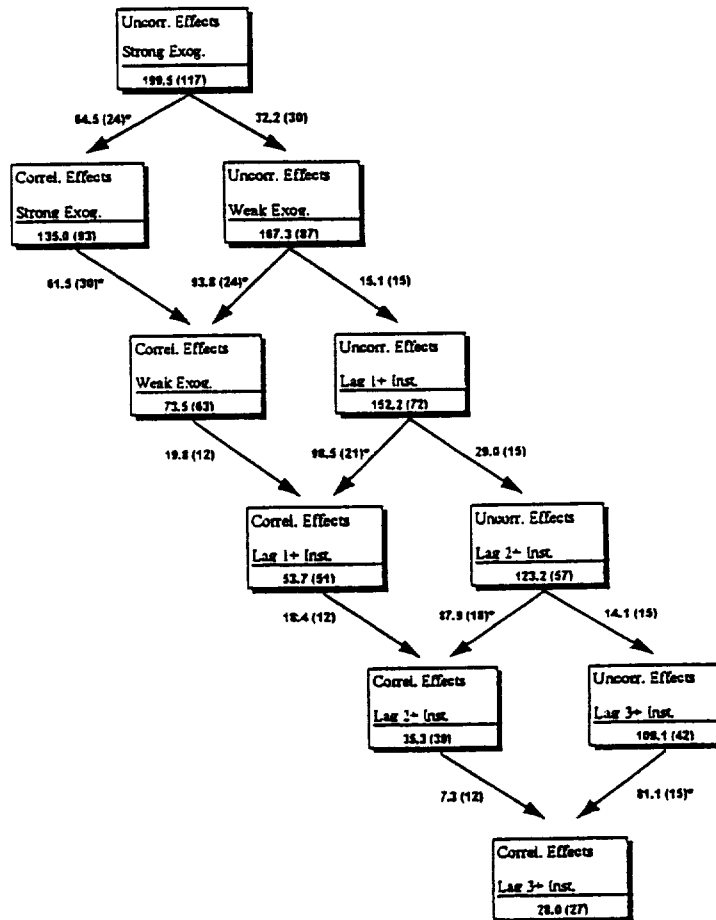 Uncorr. Effects
Strong Exog.
199.5 (117)
64.5 (24)*
32.2 (30)
Correl. Effects
Strong Exog.
135.0 (93)
Uncorr. Effects
Weak Exog.
167.3 (87)
61.5 (30)*
93.8 (24)*
15.1 (15)
Correl. Effects
Weak Exog.
73.5 (63)
Uncorr. Effects
Lag 1+ Inst.
152.2 (72)
19.8 (12)
98.5 (21)*
29.0 (15)
Correl. Effects
Lag 1+ Inst.
53.7 (51)
Uncorr. Effects
Lag 2+ Inst.
123.2 (57)
18.4 (12)
87.9 (18)*
14.1 (15)
Correl. Effects
Lag 2+ Inst.
35.3 (39)
Uncorr. Effects
Lag 3+ Inst.
109.1 (42)
7.3 (12)
81.1 (15)*
Correl. Effects
Lag 3+ Inst.
28.0 (27)